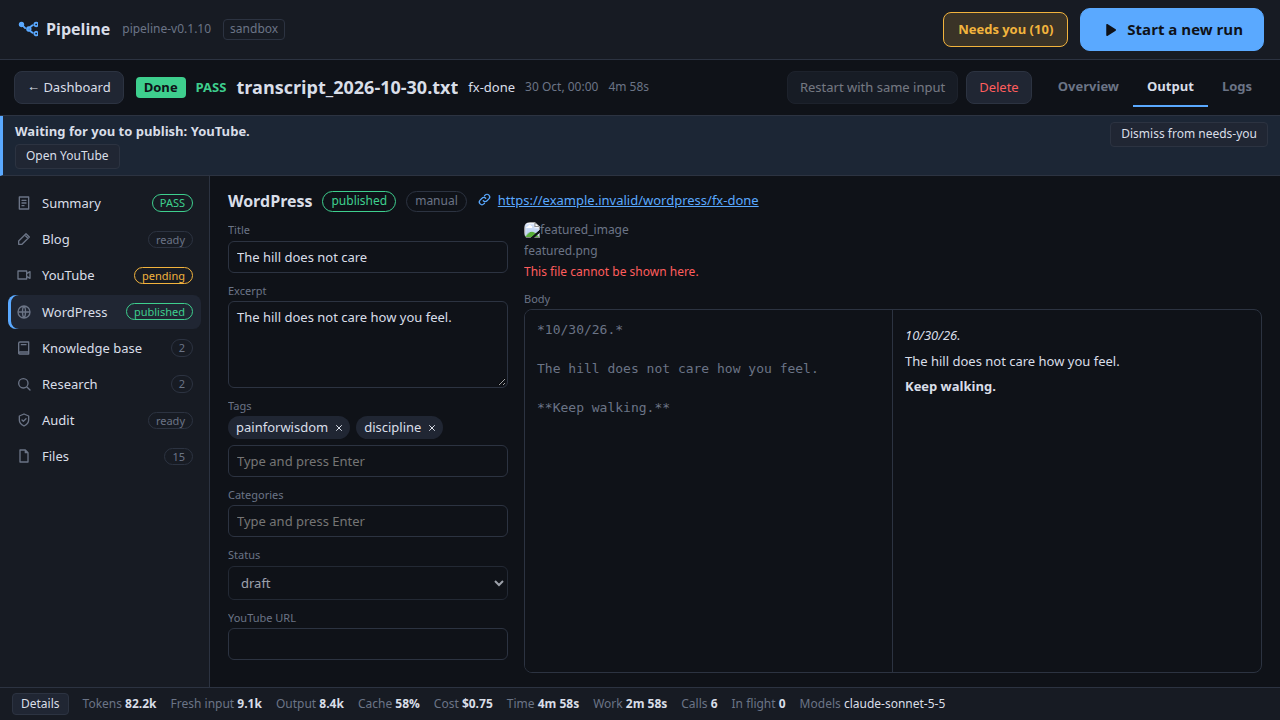 Pipeline pipeline-v0.1.10 sandbox Needs you (10) Start a new run
← Dashboard Done PASS transcript_2026-10-30.txt fx-done 30 Oct, 00:00 4m 58s Restart with same input Delete Overview Output Logs
Waiting for you to publish: YouTube.
Open YouTube
Dismiss from needs-you
Summary PASS
Blog ready
YouTube pending
WordPress published
Knowledge base 2
Research 2
Audit ready
Files 15
WordPress published manual https://example.invalid/wordpress/fx-done
Title
The hill does not care
Excerpt
The hill does not care how you feel.
Tags
painforwisdom × discipline ×
Type and press Enter
Categories
Type and press Enter
Status
draft
YouTube URL
featured_image
featured.png
This file cannot be shown here.
Body
*10/30/26.*
The hill does not care how you feel.
**Keep walking.**
10/30/26.
The hill does not care how you feel.
Keep walking.
Details Tokens 82.2k Fresh input 9.1k Output 8.4k Cache 58% Cost $0.75 Time 4m 58s Work 2m 58s Calls 6 In flight 0 Models claude-sonnet-5-5